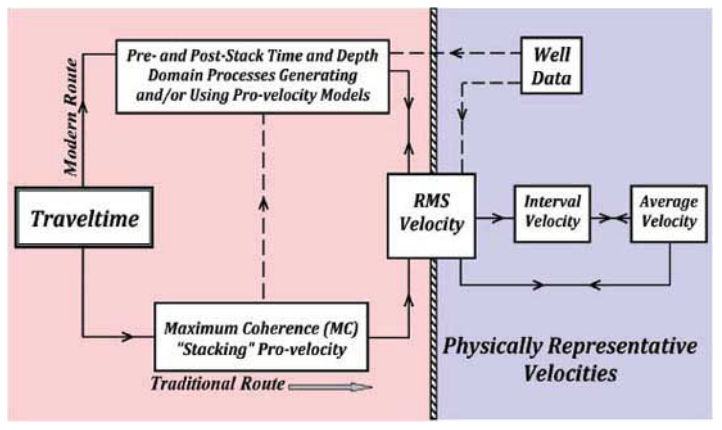 Pre- and Post-Stack Time and Depth
Domain Processes Generating
and/or Using Pro-velocity Models
Well
Data
Modern Route
Traveltime
RMS
Velocity
Interval
Velocity
Average
Velocity
Maximum Coherence (MC)
"Stacking" Pro-velocity
Traditional Route
Physically Representative
Velocities